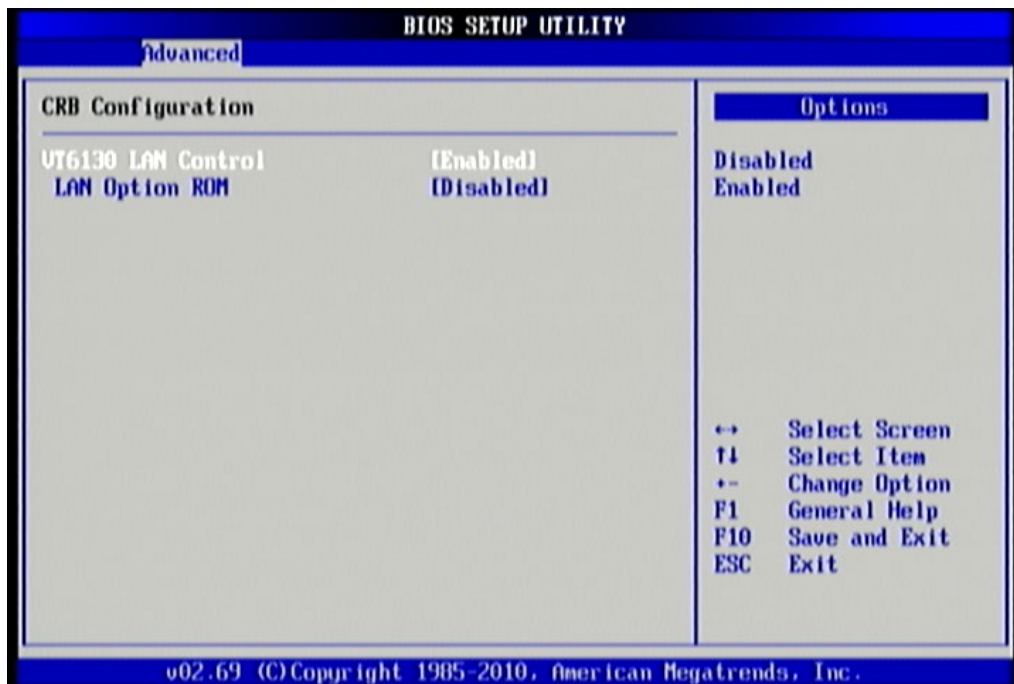 BIOS SETUP UTILITY
Advanced
CRB Configuration
VT6130 LAN Control [Enabled]
LAN Option ROM [Disabled]
Options
Disabled
Enabled
↔ Select Screen
↑↓ Select Item
+- Change Option
F1 General Help
F10 Save and Exit
ESC Exit
v02.69 (C)Copyright 1985-2010, American Megatrends, Inc.